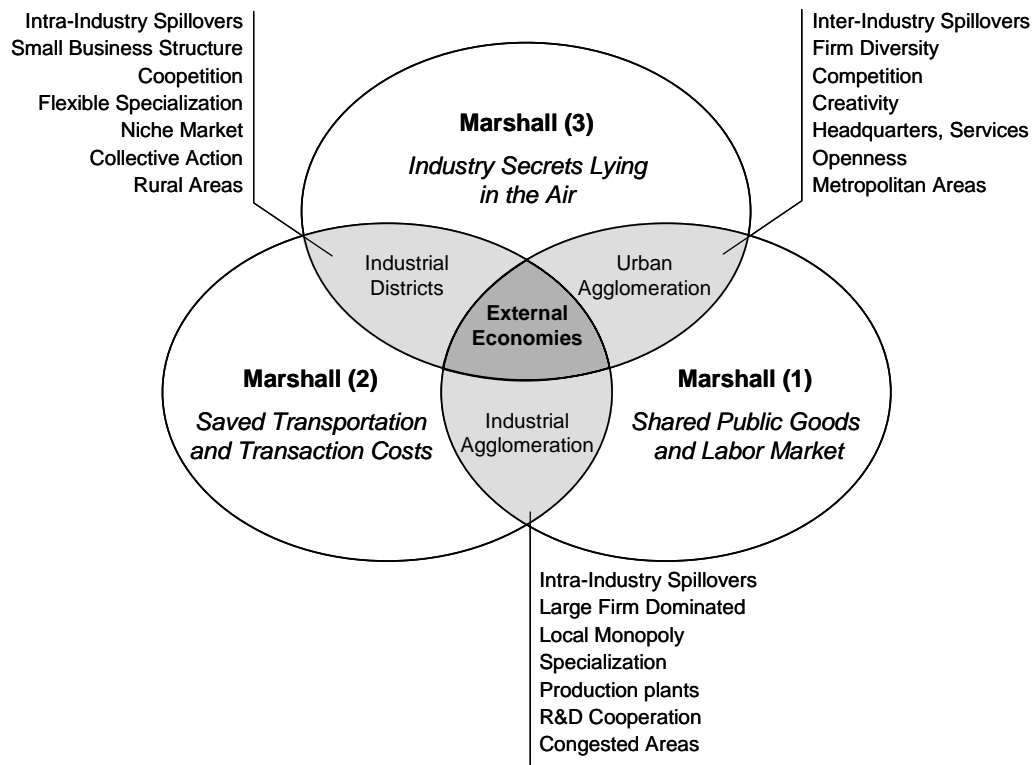 Intra-Industry Spillovers
Small Business Structure
Coopetition
Flexible Specialization
Niche Market
Collective Action
Rural Areas
Inter-Industry Spillovers
Firm Diversity
Competition
Creativity
Headquarters, Services
Openness
Metropolitan Areas
Marshall (3)
Industry Secrets Lying
in the Air
Industrial
Districts
Urban
Agglomeration
External
Economies
Marshall (2)
Saved Transportation
and Transaction Costs
Industrial
Agglomeration
Marshall (1)
Shared Public Goods
and Labor Market
Intra-Industry Spillovers
Large Firm Dominated
Local Monopoly
Specialization
Production plants
R&D Cooperation
Congested Areas